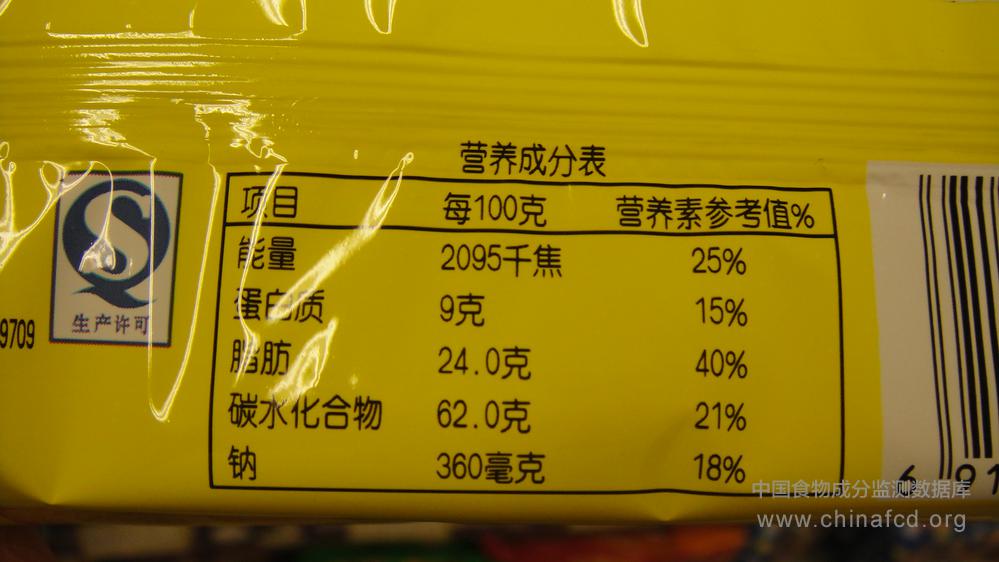 营养成分表
项目 每100克 营养素参考值%
能量 2095千焦 25%
蛋白质 9克 15%
脂肪 24.0克 40%
碳水化合物 62.0克 21%
钠 360毫克 18%
生产许可
9709
6 91
中国食物成分监测数据库
www.chinafcd.org